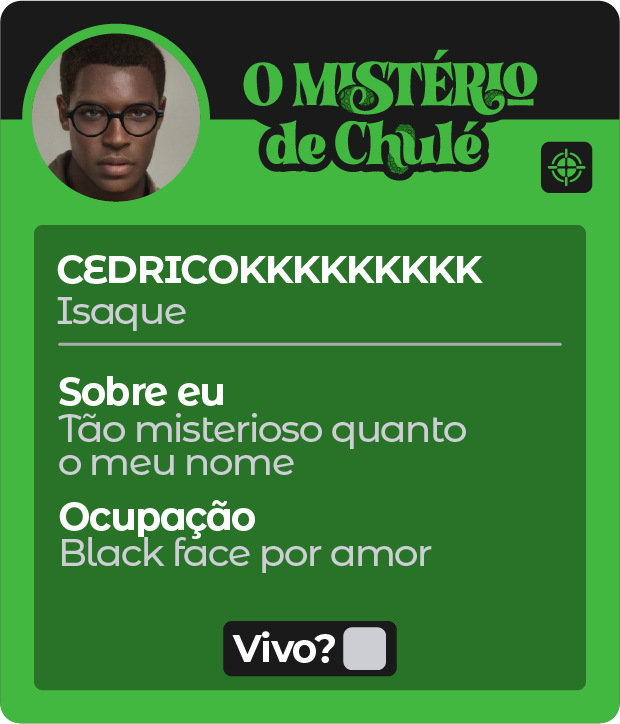 O MISTÉRIO
de Chulé
CEDRICOKKKKKKKKK
Isaque
Sobre eu
Tão misterioso quanto
o meu nome
Ocupação
Black face por amor
Vivo?